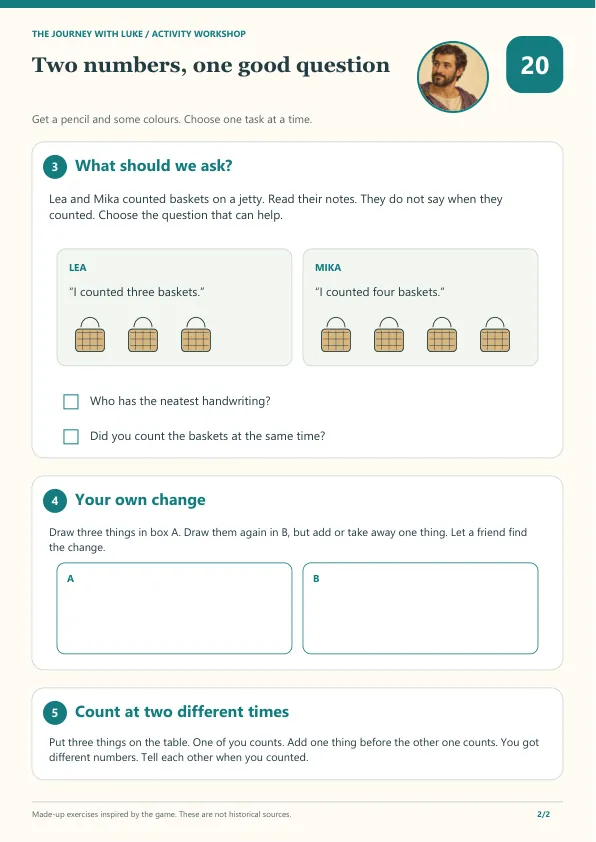 THE JOURNEY WITH LUKE / ACTIVITY WORKSHOP
Two numbers, one good question
20
Get a pencil and some colours. Choose one task at a time.
3 What should we ask?
Lea and Mika counted baskets on a jetty. Read their notes. They do not say when they
counted. Choose the question that can help.
LEA
"I counted three baskets."
MIKA
"I counted four baskets."
Who has the neatest handwriting?
Did you count the baskets at the same time?
4 Your own change
Draw three things in box A. Draw them again in B, but add or take away one thing. Let a friend find
the change.
A
B
5 Count at two different times
Put three things on the table. One of you counts. Add one thing before the other one counts. You got
different numbers. Tell each other when you counted.
Made-up exercises inspired by the game. These are not historical sources.
2/2